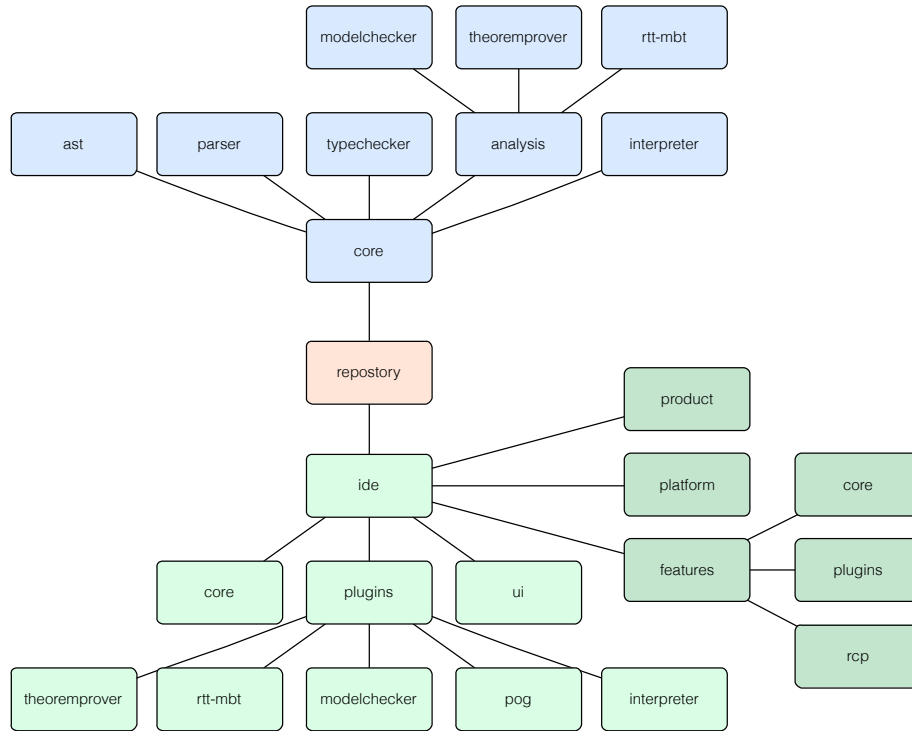 modelchecker
theoremprover
rtt-mbt
ast
parser
typechecker
analysis
interpreter
core
repostory
product
ide
platform
core
features
plugins
core
plugins
ui
rcp
theoremprover
rtt-mbt
modelchecker
pog
interpreter